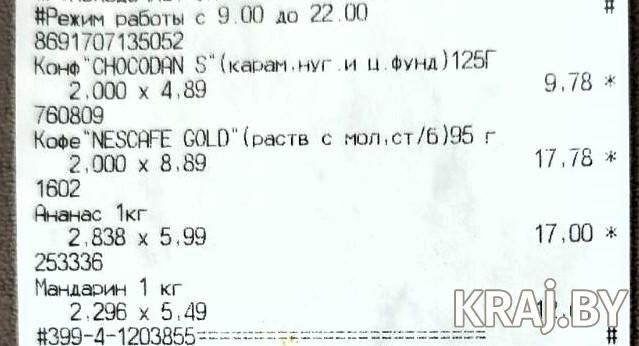 #Режим работы с 9.00 до 22.00 #
8691707135052
Конф"CHOCODAN S"(карам.нуг.и ц.фунд)125Г
2,000 x 4,89 9,78 *
760809
Кофе"NESCAFE GOLD"(раств с мол,ст/б)95 г
2,000 x 8,89 17,78 *
1602
Ананас 1кг
2,838 x 5,99 17,00 *
253336
Мандарин 1 кг
2,296 x 5,49
KRAJ.BY
#399-4-1203855 #